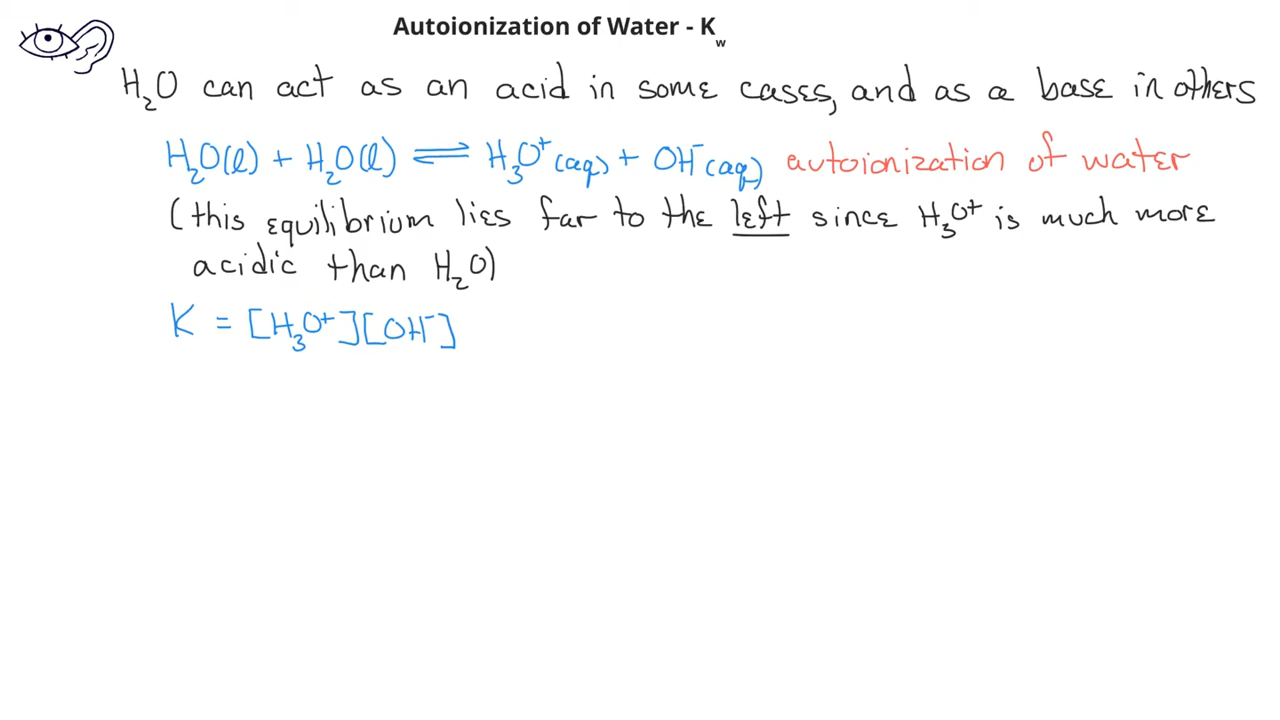 Autoionization of Water - Kw
H₂O can act as an acid in some cases, and as a base in others
H₂O(l) + H₂O(l) ⇌ H₃O⁺(aq) + OH⁻(aq) autoionization of water
(this equilibrium lies far to the left since H₃O⁺ is much more
acidic than H₂O)
K = [H₃O⁺][OH⁻]